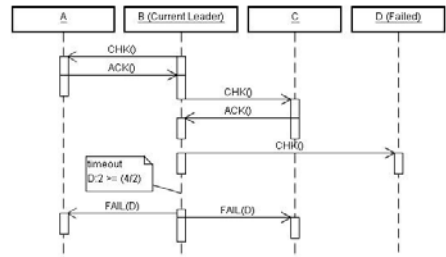 A
B (Current Leader)
C
D (Failed)
CHK()
ACK()
CHK()
ACK()
CHK()
timeout
D:2 >= (4/2)
FAIL(D)
FAIL(D)